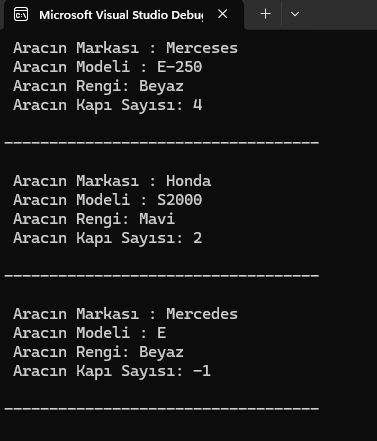 Microsoft Visual Studio Debug
Aracın Markası : Merceses
Aracın Modeli : E-250
Aracın Rengi: Beyaz
Aracın Kapı Sayısı: 4
-----------------------------------
Aracın Markası : Honda
Aracın Modeli : S2000
Aracın Rengi: Mavi
Aracın Kapı Sayısı: 2
-----------------------------------
Aracın Markası : Mercedes
Aracın Modeli : E
Aracın Rengi: Beyaz
Aracın Kapı Sayısı: -1
-----------------------------------